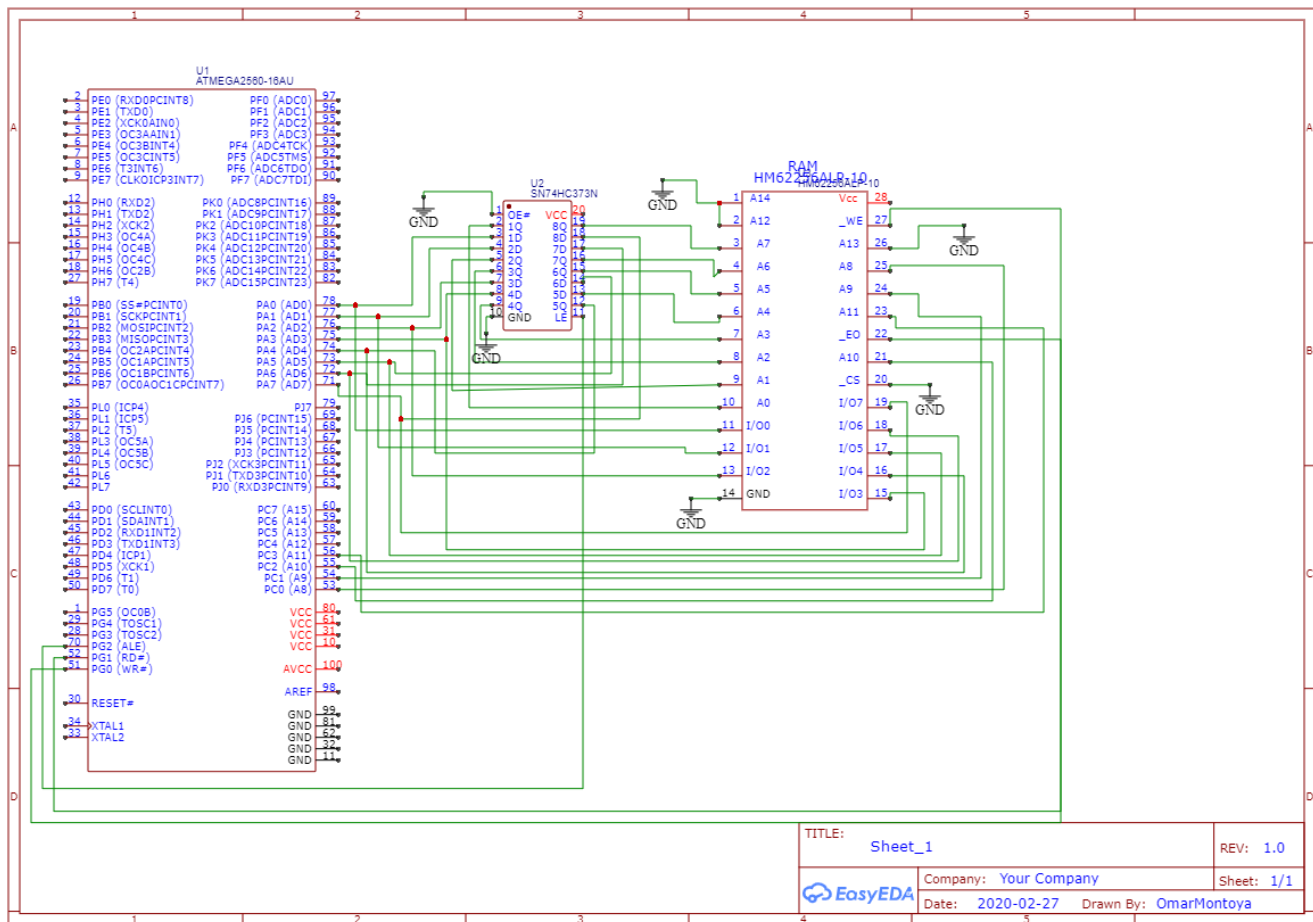 1 2 3 4 5
A A
B B
C C
D D
1 2 3 4 5
U1
ATMEGA2560-16AU
2 PE0 (RXD0PCINT8) PF0 (ADC0) 97
3 PE1 (TXD0) PF1 (ADC1) 96
4 PE2 (XCK0AIN0) PF2 (ADC2) 95
5 PE3 (OC3AAIN1) PF3 (ADC3) 94
6 PE4 (OC3BINT4) PF4 (ADC4TCK) 93
7 PE5 (OC3CINT5) PF5 (ADC5TMS) 92
8 PE6 (T3INT6) PF6 (ADC6TDO) 91
9 PE7 (CLKOICP3INT7) PF7 (ADC7TDI) 90
12 PH0 (RXD2) PK0 (ADC8PCINT16) 89
13 PH1 (TXD2) PK1 (ADC9PCINT17) 88
14 PH2 (XCK2) PK2 (ADC10PCINT18) 87
15 PH3 (OC4A) PK3 (ADC11PCINT19) 86
16 PH4 (OC4B) PK4 (ADC12PCINT20) 85
17 PH5 (OC4C) PK5 (ADC13PCINT21) 84
18 PH6 (OC2B) PK6 (ADC14PCINT22) 83
27 PH7 (T4) PK7 (ADC15PCINT23) 82
19 PB0 (SS#PCINT0) PA0 (AD0) 78
20 PB1 (SCKPCINT1) PA1 (AD1) 77
21 PB2 (MOSIPCINT2) PA2 (AD2) 76
22 PB3 (MISOPCINT3) PA3 (AD3) 75
23 PB4 (OC2APCINT4) PA4 (AD4) 74
24 PB5 (OC1APCINT5) PA5 (AD5) 73
25 PB6 (OC1BPCINT6) PA6 (AD6) 72
26 PB7 (OC0AOC1CPCINT7) PA7 (AD7) 71
35 PL0 (ICP4) PJ7 79
36 PL1 (ICP5) PJ6 (PCINT15) 69
37 PL2 (T5) PJ5 (PCINT14) 68
38 PL3 (OC5A) PJ4 (PCINT13) 67
39 PL4 (OC5B) PJ3 (PCINT12) 66
40 PL5 (OC5C) PJ2 (XCK3PCINT11) 65
41 PL6 PJ1 (TXD3PCINT10) 64
42 PL7 PJ0 (RXD3PCINT9) 63
43 PD0 (SCLINT0) PC7 (A15) 60
44 PD1 (SDAINT1) PC6 (A14) 59
45 PD2 (RXD1INT2) PC5 (A13) 58
46 PD3 (TXD1INT3) PC4 (A12) 57
47 PD4 (ICP1) PC3 (A11) 56
48 PD5 (XCK1) PC2 (A10) 55
49 PD6 (T1) PC1 (A9) 54
50 PD7 (T0) PC0 (A8) 53
1 PG5 (OC0B) VCC 80
29 PG4 (TOSC1) VCC 61
28 PG3 (TOSC2) VCC 31
70 PG2 (ALE) VCC 10
52 PG1 (RD#)
51 PG0 (WR#) AVCC 100
AREF 98
30 RESET#
GND 99
34 XTAL1 GND 81
33 XTAL2 GND 62
GND 32
GND 11
U2
SN74HC373N
1 OE# VCC 20
2 1Q 8Q 19
3 1D 8D 18
4 2D 7D 17
5 2Q 7Q 16
6 3Q 6Q 15
7 3D 6D 14
8 4D 5D 13
9 4Q 5Q 12
10 GND LE 11
GND
GND
GND
RAM
HM62256ALP-10
HM62256ALP-10
1 A14 Vcc 28
2 A12 _WE 27
3 A7 A13 26
4 A6 A8 25
5 A5 A9 24
6 A4 A11 23
7 A3 _EO 22
8 A2 A10 21
9 A1 _CS 20
10 A0 I/O7 19
11 I/O0 I/O6 18
12 I/O1 I/O5 17
13 I/O2 I/O4 16
14 GND I/O3 15
GND
GND
GND
TITLE:
Sheet_1
REV: 1.0
EasyEDA
Company: Your Company
Sheet: 1/1
Date: 2020-02-27 Drawn By: OmarMontoya